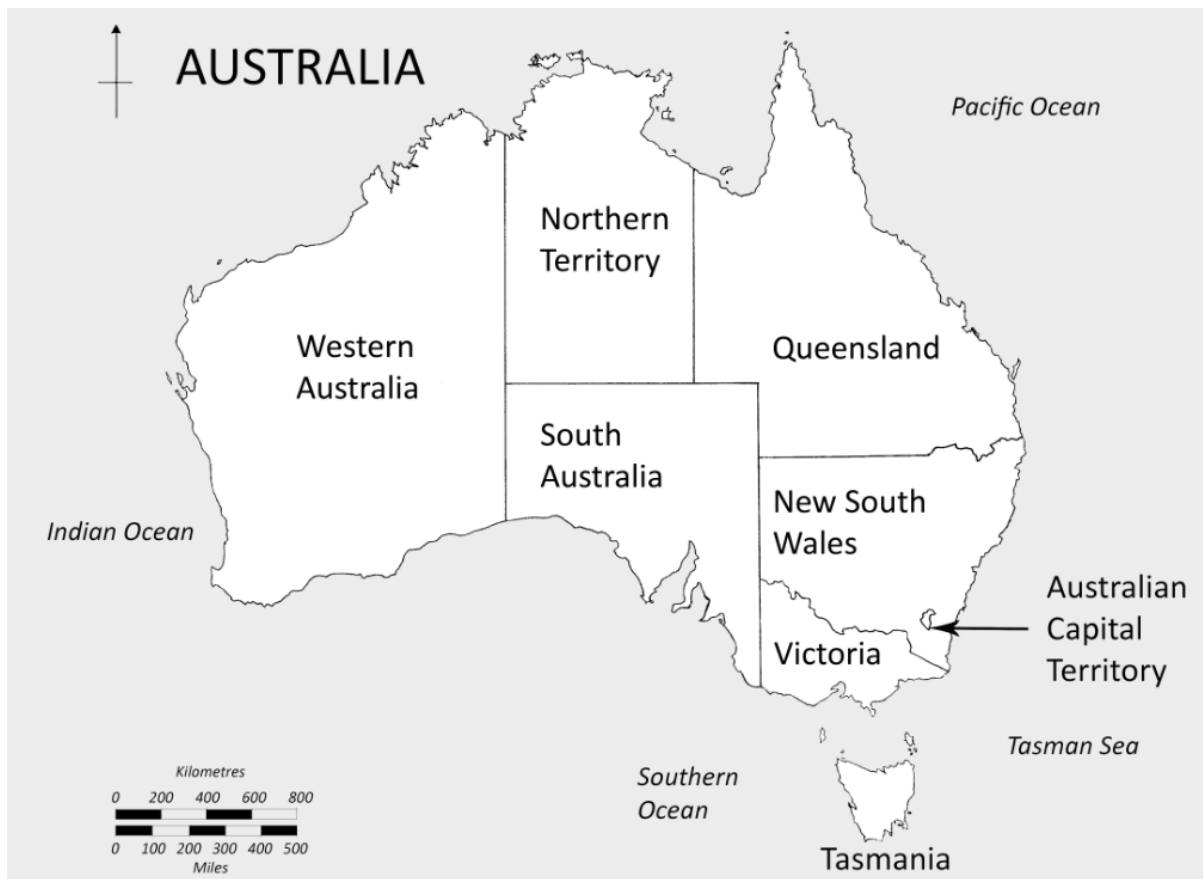 AUSTRALIA
Pacific Ocean
Northern
Territory
Western
Australia
Queensland
South
Australia
New South
Wales
Indian Ocean
Australian
Capital
Territory
Victoria
Tasman Sea
Southern
Ocean
Kilometres
0 200 400 600 800
0 100 200 300 400 500
Miles
Tasmania